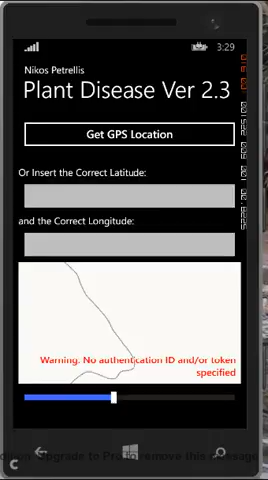 3:29
Nikos Petrellis
Plant Disease Ver 2.3
Get GPS Location
Or Insert the Correct Latitude:
and the Correct Longitude:
Warning: No authentication ID and/or token
specified
Upgrade to Pro to remove this message